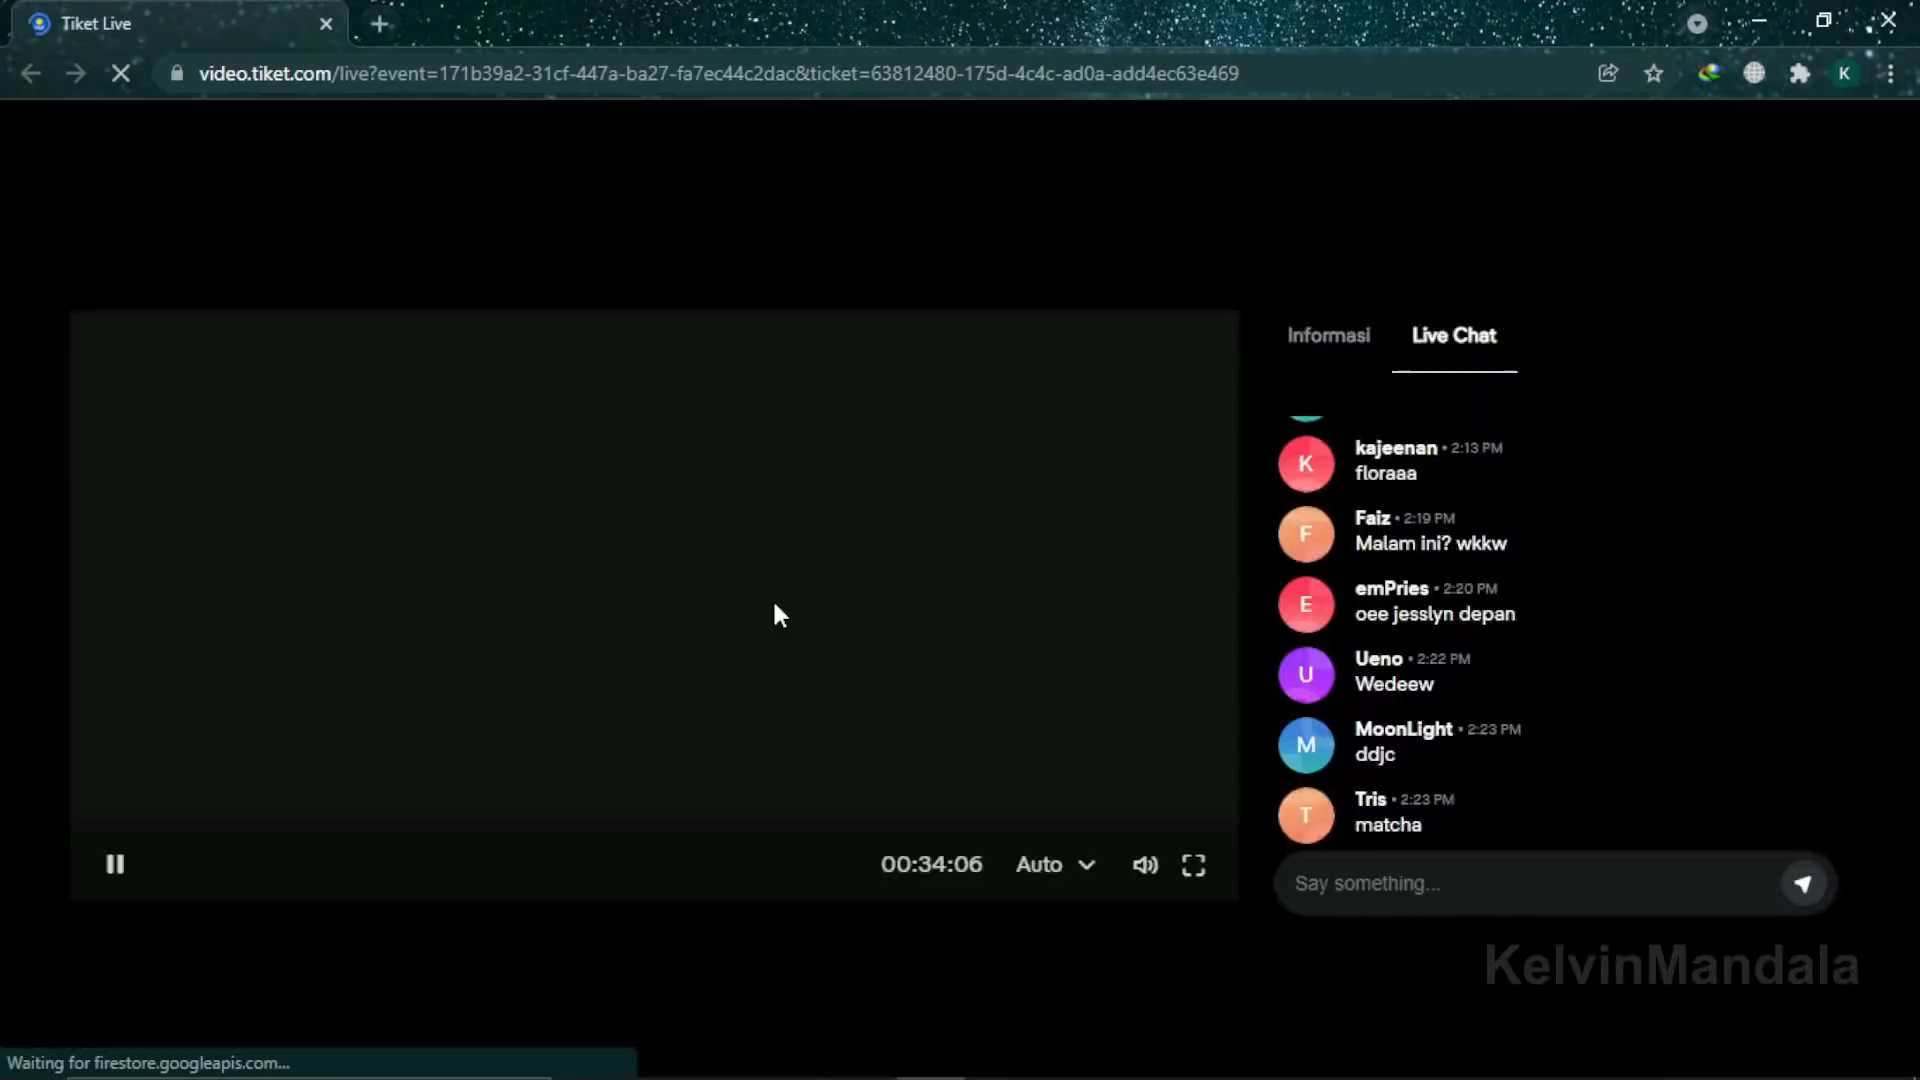 Tiket Live
video.tiket.com/live?event=171b39a2-31cf-447a-ba27-fa7ec44c2dac&ticket=63812480-175d-4c4c-ad0a-add4ec63e469
K
Informasi
Live Chat
K
kajeenan • 2:13 PM
floraaa
F
Faiz • 2:19 PM
Malam ini? wkkw
E
emPries • 2:20 PM
oee jesslyn depan
U
Ueno • 2:22 PM
Wedeew
M
MoonLight • 2:23 PM
ddjc
T
Tris • 2:23 PM
matcha
00:34:06
Auto
Say something...
KelvinMandala
Waiting for firestore.googleapis.com...